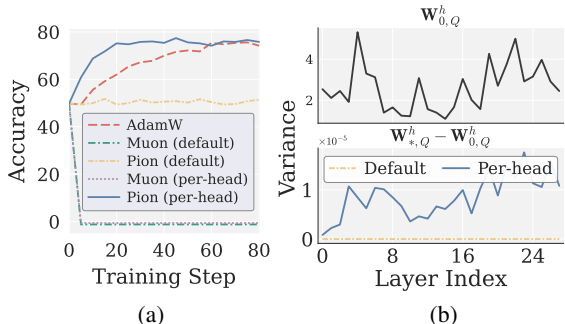 80
60
40
20
0
Accuracy
AdamW
Muon (default)
Pion (default)
Muon (per-head)
Pion (per-head)
0 20 40 60 80
Training Step
(a)
W^h_{0,Q}
4
2
×10^{-5}
W^h_{*,Q} − W^h_{0,Q}
Variance
Default Per-head
1
0
0 8 16 24
Layer Index
(b)